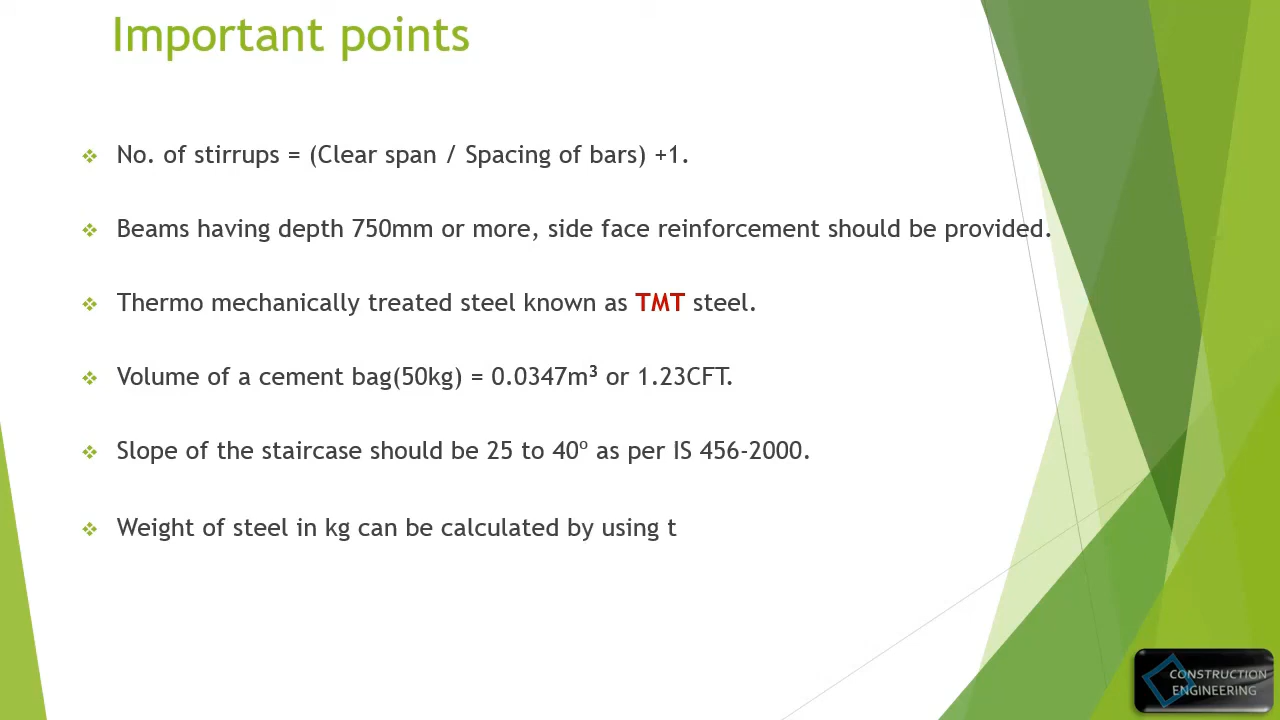 Important points
No. of stirrups = (Clear span / Spacing of bars) +1.
Beams having depth 750mm or more, side face reinforcement should be provided.
Thermo mechanically treated steel known as TMT steel.
Volume of a cement bag(50kg) = 0.0347m³ or 1.23CFT.
Slope of the staircase should be 25 to 40° as per IS 456-2000.
Weight of steel in kg can be calculated by using t
CONSTRUCTION
ENGINEERING